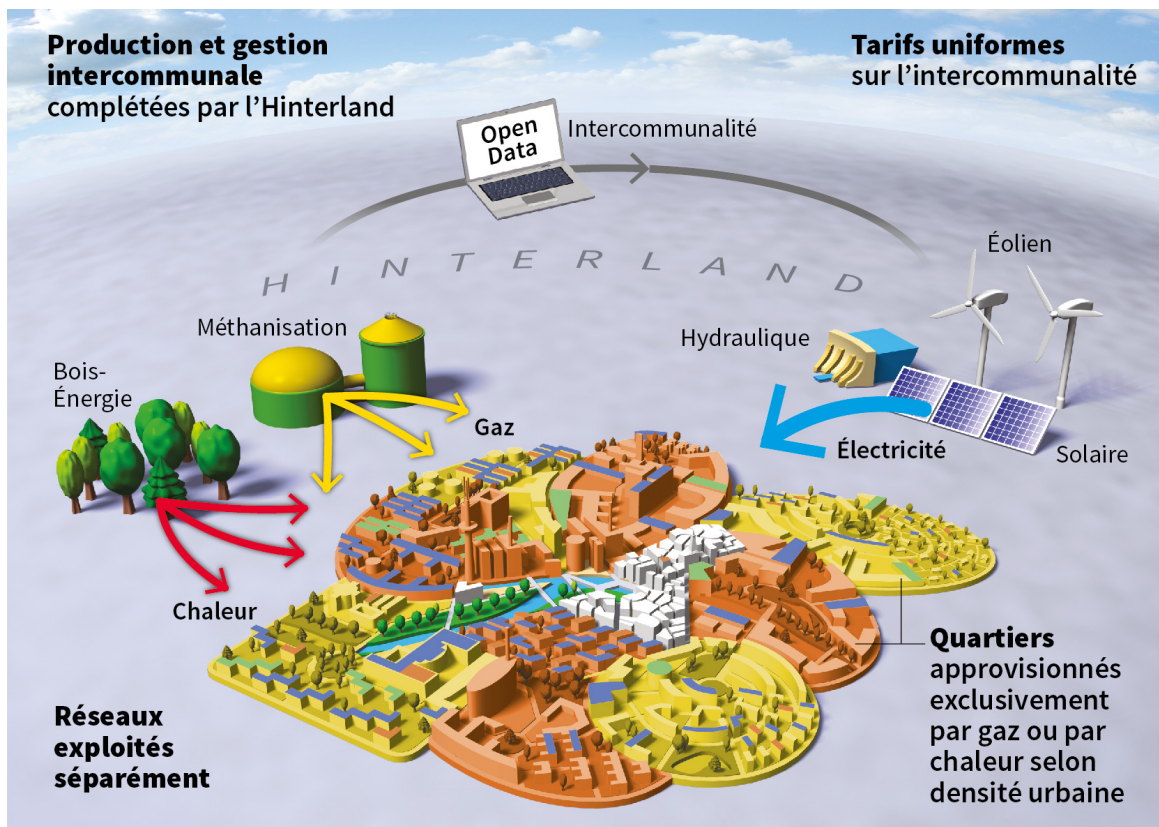 Production et gestion
intercommunale
complétées par l'Hinterland
Tarifs uniformes
sur l'intercommunalité
Open
Data
Intercommunalité
HINTERLAND
Éolien
Méthanisation
Hydraulique
Bois-
Énergie
Gaz
Électricité
Solaire
Chaleur
Quartiers
approvisionnés
exclusivement
par gaz ou par
chaleur selon
densité urbaine
Réseaux
exploités
séparément